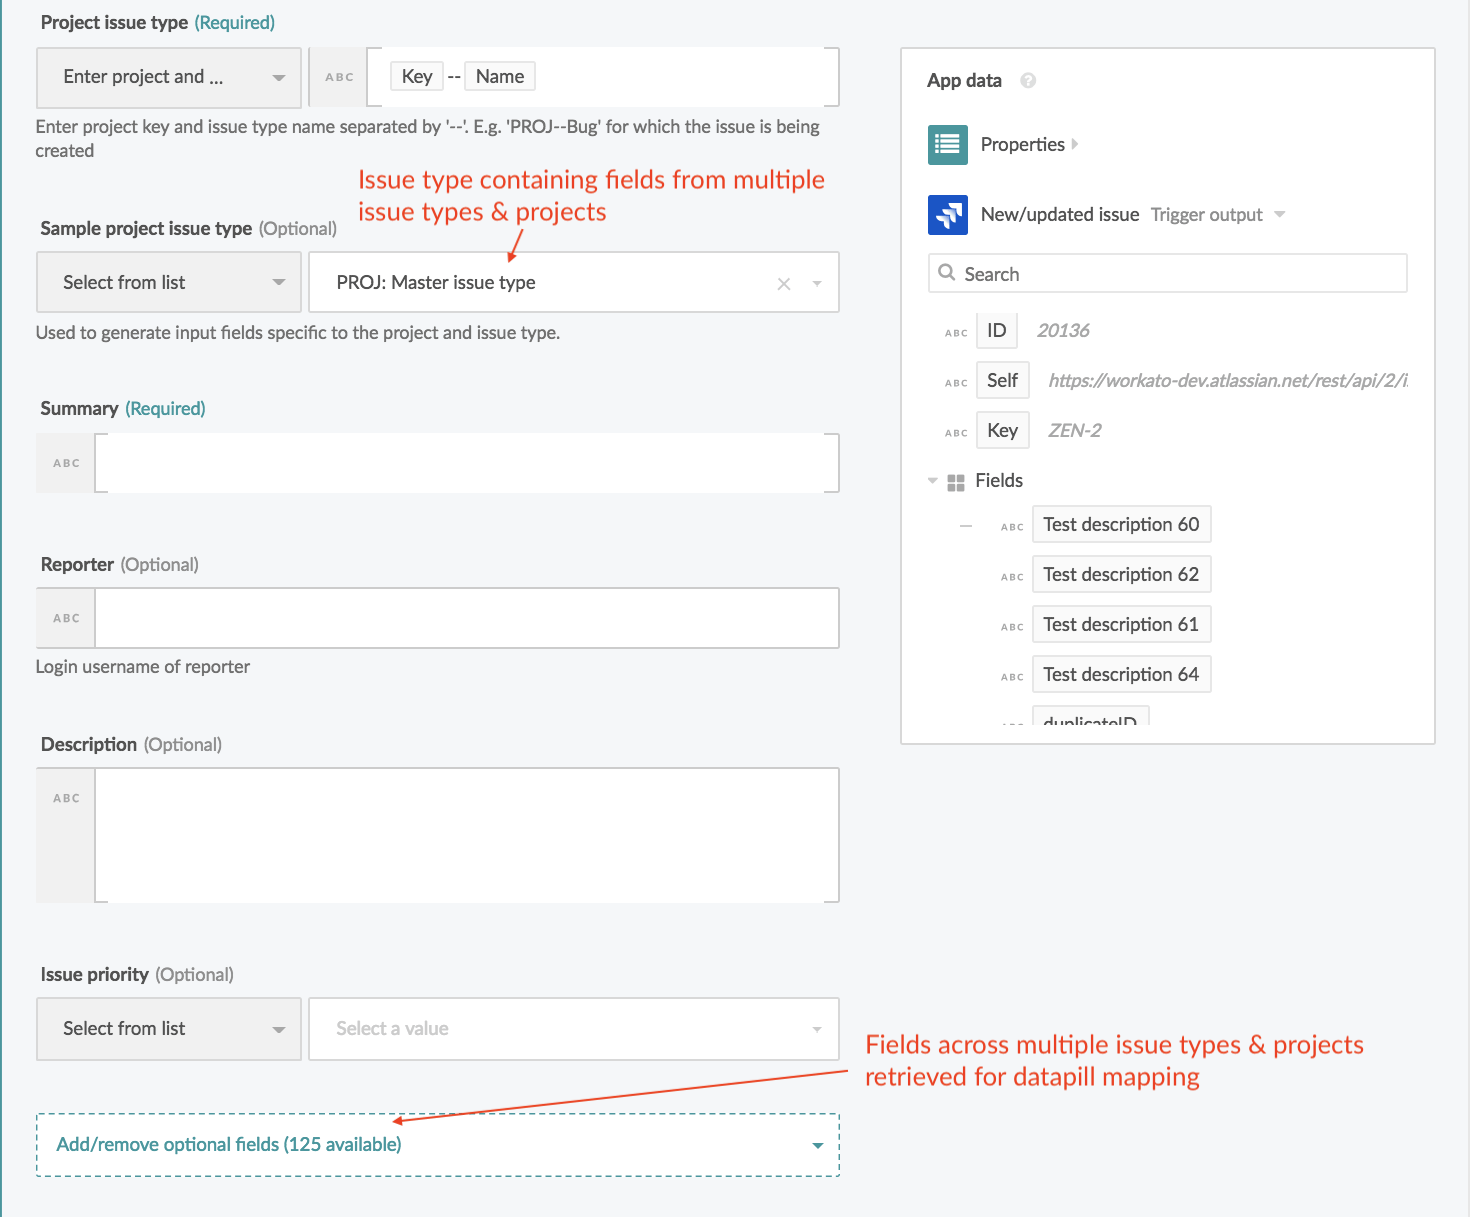 Project issue type (Required)
Enter project and ...
ABC
Key -- Name
Enter project key and issue type name separated by '--'. E.g. 'PROJ--Bug' for which the issue is being
created
Issue type containing fields from multiple
issue types & projects
Sample project issue type (Optional)
Select from list
PROJ: Master issue type
Used to generate input fields specific to the project and issue type.
Summary (Required)
ABC
Reporter (Optional)
ABC
Login username of reporter
Description (Optional)
ABC
Issue priority (Optional)
Select from list
Select a value
Fields across multiple issue types & projects
retrieved for datapill mapping
Add/remove optional fields (125 available)
App data ?
Properties
New/updated issue Trigger output
Search
ABC ID 20136
ABC Self https://workato-dev.atlassian.net/rest/api/2/i
ABC Key ZEN-2
Fields
ABC Test description 60
ABC Test description 62
ABC Test description 61
ABC Test description 64
ABC duplicateID